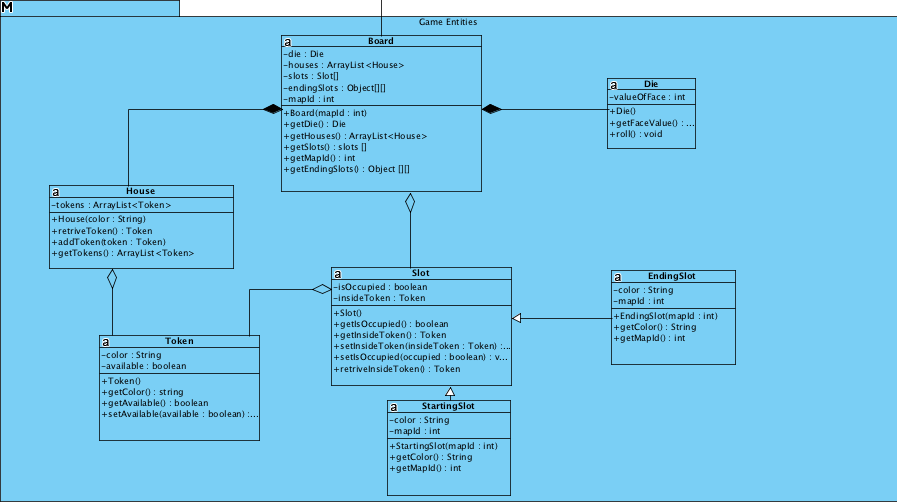 M
Game Entities
a
Board
-die : Die
-houses : ArrayList<House>
-slots : Slot[]
-endingSlots : Object[][]
-mapId : int
+Board(mapId : int)
+getDie() : Die
+getHouses() : ArrayList<House>
+getSlots() : slots []
+getMapId() : int
+getEndingSlots() : Object [][]
a
Die
-valueOfFace : int
+Die()
+getFaceValue() : ...
+roll() : void
a
House
-tokens : ArrayList<Token>
+House(color : String)
+retriveToken() : Token
+addToken(token : Token)
+getTokens() : ArrayList<Token>
a
Slot
-isOccupied : boolean
-insideToken : Token
+Slot()
+getIsOccupied() : boolean
+getInsideToken() : Token
+setInsideToken(insideToken : Token) :...
+setIsOccupied(occupied : boolean) : v...
+retriveInsideToken() : Token
a
EndingSlot
-color : String
-mapId : int
+EndingSlot(mapId : int)
+getColor() : String
+getMapId() : int
a
Token
-color : String
-available : boolean
+Token()
+getColor() : string
+getAvailable() : boolean
+setAvailable(available : boolean) :...
a
StartingSlot
-color : String
-mapId : int
+StartingSlot(mapId : int)
+getColor() : String
+getMapId() : int